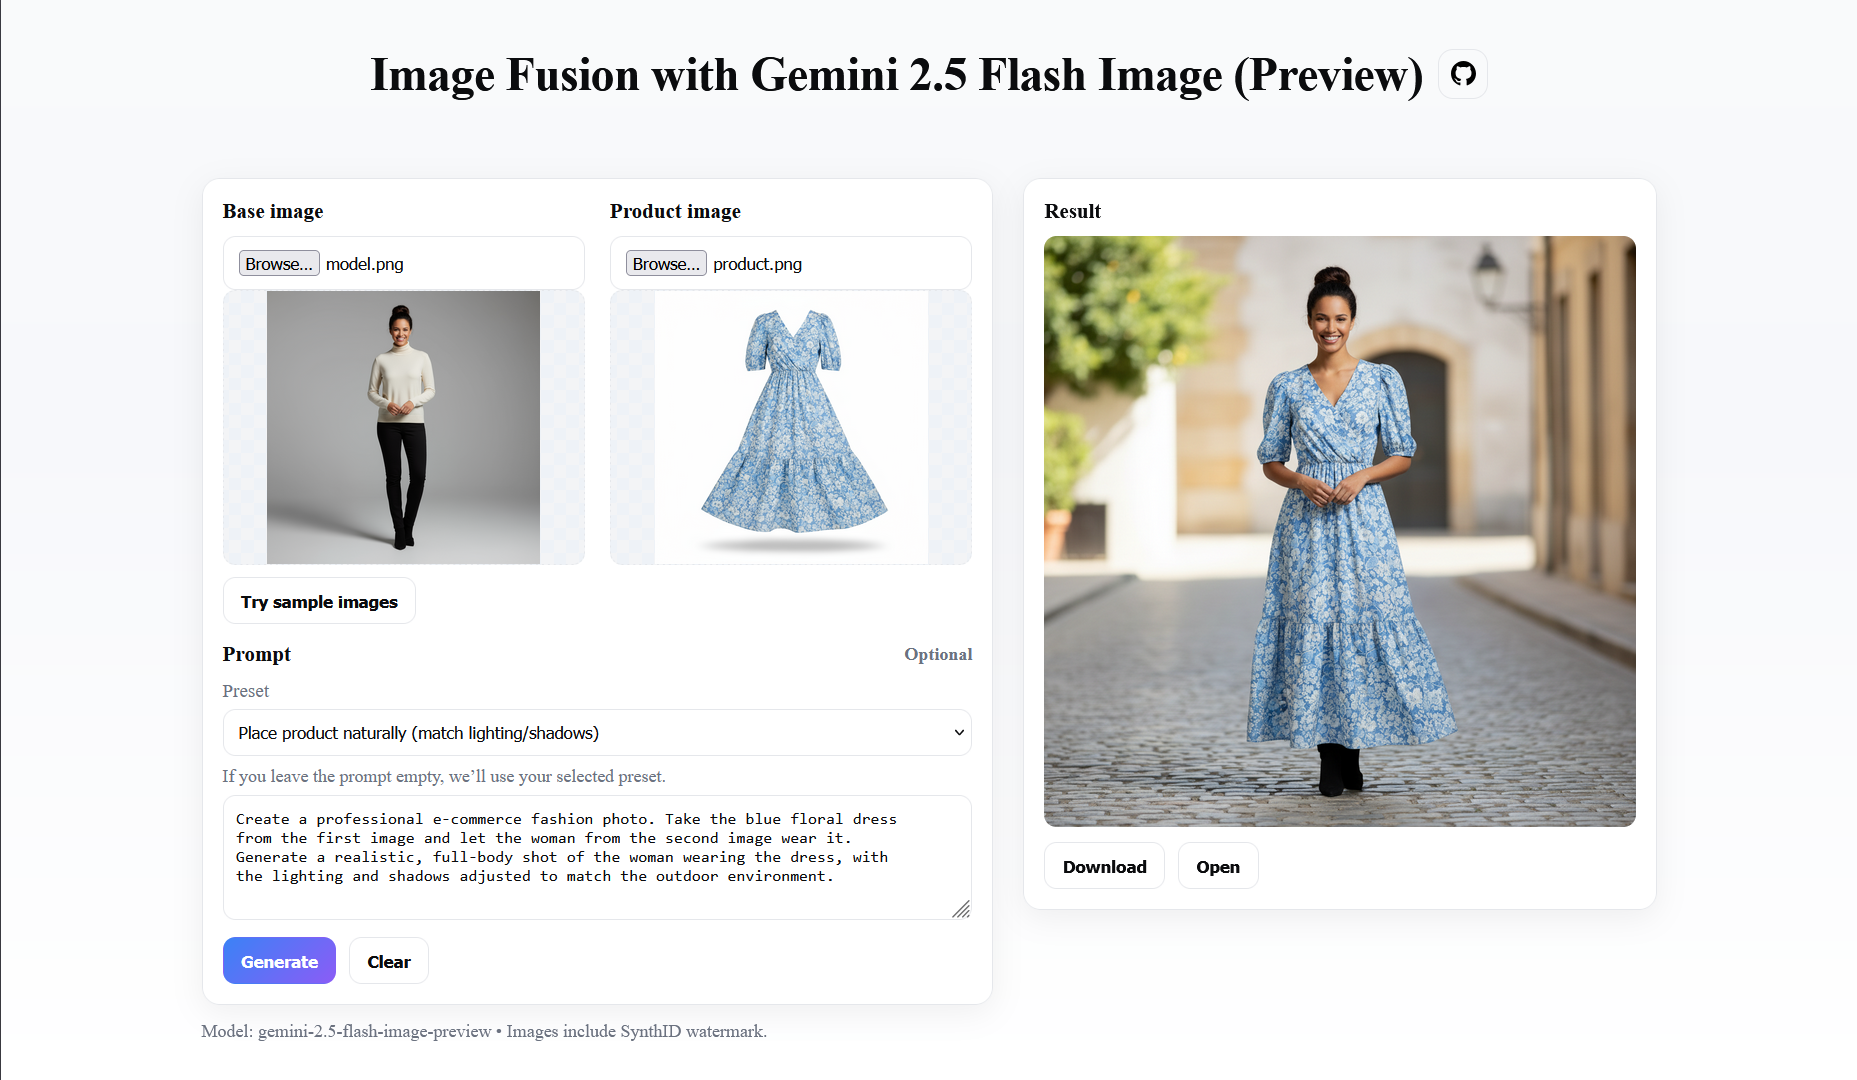 Image Fusion with Gemini 2.5 Flash Image (Preview)
Base image
Browse... model.png
Product image
Browse... product.png
Try sample images
Prompt
Optional
Preset
Place product naturally (match lighting/shadows)
If you leave the prompt empty, we’ll use your selected preset.
Create a professional e-commerce fashion photo. Take the blue floral dress
from the first image and let the woman from the second image wear it.
Generate a realistic, full-body shot of the woman wearing the dress, with
the lighting and shadows adjusted to match the outdoor environment.
Generate
Clear
Result
Download
Open
Model: gemini-2.5-flash-image-preview • Images include SynthID watermark.